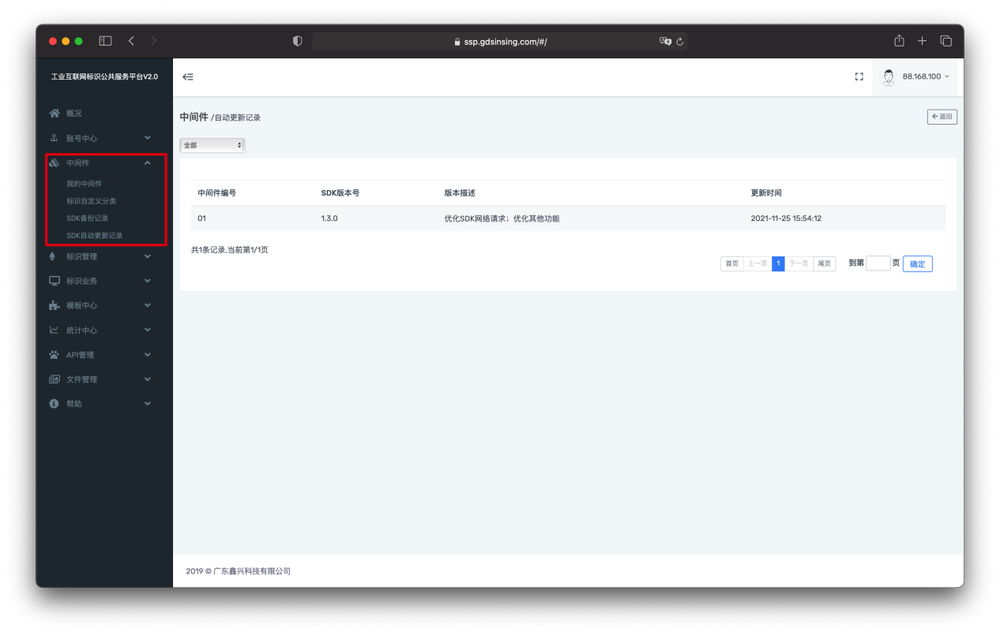 ssp.gdsinsing.com/#/
工业互联网标识公共服务平台V2.0
88.168.100
概况
账号中心
中间件
我的中间件
标识自定义分类
SDK备份记录
SDK自动更新记录
标识管理
标识业务
模板中心
统计中心
API管理
文件管理
帮助
中间件 /自动更新记录
返回
全部
中间件编号 SDK版本号 版本描述 更新时间
01 1.3.0 优化SDK网络请求；优化其他功能 2021-11-25 15:54:12
共1条记录,当前第1/1页
首页 上一页 1 下一页 尾页 到第 页 确定
2019 © 广东鑫兴科技有限公司